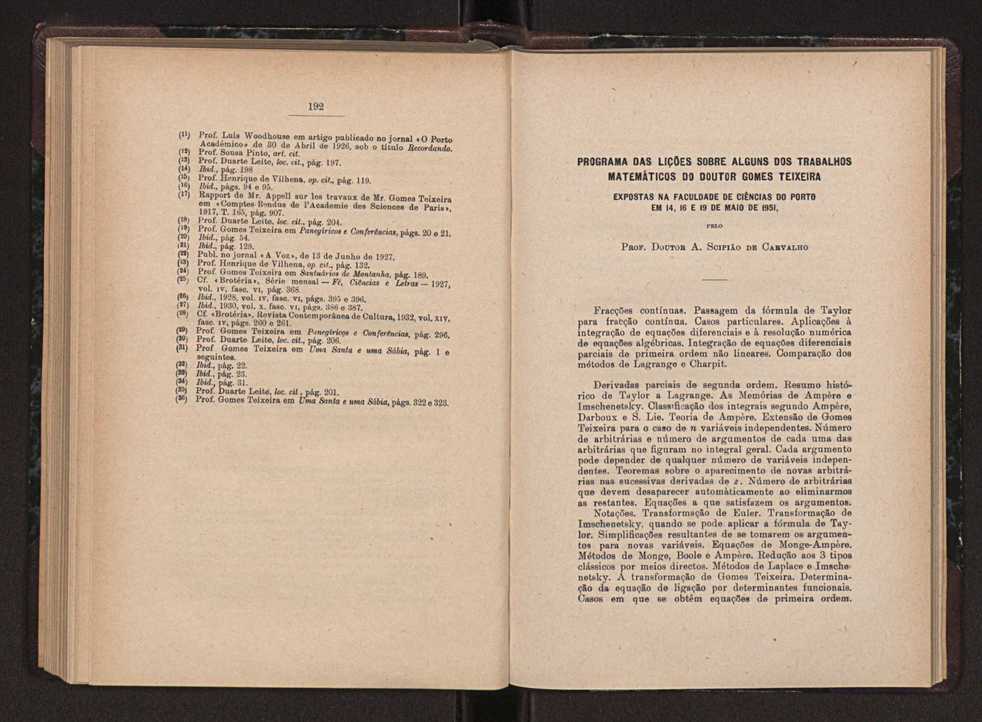 192
(11) Prof. Luís Woodhouse em artigo publicado no jornal «O Porto
Académico» de 30 de Abril de 1926, sob o título Recordando.
(12) Prof. Sousa Pinto, art. cit.
(13) Prof. Duarte Leite, loc. cit., pág. 197.
(14) Ibid., pág. 198
(15) Prof. Henrique de Vilhena, op. cit., pág. 119.
(16) Ibid., págs. 94 e 95.
(17) Rapport de Mr. Appell sur les travaux de Mr. Gomes Teixeira
em «Comptes Rendus de l'Academie des Sciences de Paris»,
1917, T. 165, pág. 907.
(18) Prof. Duarte Leite, loc. cit., pág. 204.
(19) Prof. Gomes Teixeira em Panegíricos e Conferências, págs. 20 e 21.
(20) Ibid., pág. 54.
(21) Ibid., pág. 129.
(22) Publ. no jornal «A Voz», de 13 de Junho de 1927.
(23) Prof. Henrique de Vilhena, op cit., pág. 132.
(24) Prof. Gomes Teixeira em Santuários de Montanha, pág. 189.
(25) Cf. «Brotéria», Série mensal — Fé, Ciências e Letras — 1927,
vol. IV, fasc. VI, pág. 368.
(26) Ibid., 1928, vol. IV, fasc. VI, págs. 395 e 396.
(27) Ibid., 1930, vol. X, fasc. VI, págs. 386 e 387.
(28) Cf. «Brotéria», Revista Contemporânea de Cultura, 1932, vol. XIV,
fasc. IV, págs. 260 e 261.
(29) Prof. Gomes Teixeira em Panegíricos e Conferências, pág. 296.
(30) Prof. Duarte Leite, loc. cit., pág. 206.
(31) Prof Gomes Teixeira em Uma Santa e uma Sábia, pág. 1 e
seguintes.
(32) Ibid., pág. 22.
(33) Ibid., pág. 23.
(34) Ibid., pág. 31.
(35) Prof. Duarte Leite, loc. cit., pág. 201.
(36) Prof. Gomes Teixeira em Uma Santa e uma Sábia, págs. 322 e 323.
PROGRAMA DAS LIÇÕES SOBRE ALGUNS DOS TRABALHOS
MATEMÁTICOS DO DOUTOR GOMES TEIXEIRA
EXPOSTAS NA FACULDADE DE CIÊNCIAS DO PORTO
EM 14, 16 E 19 DE MAIO DE 1951,
PELO
PROF. DOUTOR A. SCIPIÃO DE CARVALHO
Fracções contínuas. Passagem da fórmula de Taylor
para fracção contínua. Casos particulares. Aplicações à
integração de equações diferenciais e à resolução numérica
de equações algébricas. Integração de equações diferenciais
parciais de primeira ordem não lineares. Comparação dos
métodos de Lagrange e Charpit.
Derivadas parciais de segunda ordem. Resumo histó-
rico de Taylor a Lagrange. As Memórias de Ampère e
Imschenetsky. Classificação dos integrais segundo Ampère,
Darboux e S. Lie. Teoria de Ampère. Extensão de Gomes
Teixeira para o caso de n variáveis independentes. Número
de arbitrárias e número de argumentos de cada uma das
arbitrárias que figuram no integral geral. Cada argumento
pode depender de qualquer número de variáveis indepen-
dentes. Teoremas sobre o aparecimento de novas arbitrá-
rias nas sucessivas derivadas de z. Número de arbitrárias
que devem desaparecer automàticamente ao eliminarmos
as restantes. Equações a que satisfazem os argumentos.
Notações. Transformação de Euler. Transformação de
Imschenetsky, quando se pode aplicar a fórmula de Tay-
lor. Simplificações resultantes de se tomarem os argumen-
tos para novas variáveis. Equações de Monge-Ampère.
Métodos de Monge, Boole e Ampère. Redução aos 3 tipos
clássicos por meios directos. Métodos de Laplace e Imsche-
netsky. A transformação de Gomes Teixeira. Determina-
ção da equação de ligação por determinantes funcionais.
Casos em que se obtêm equações de primeira ordem.